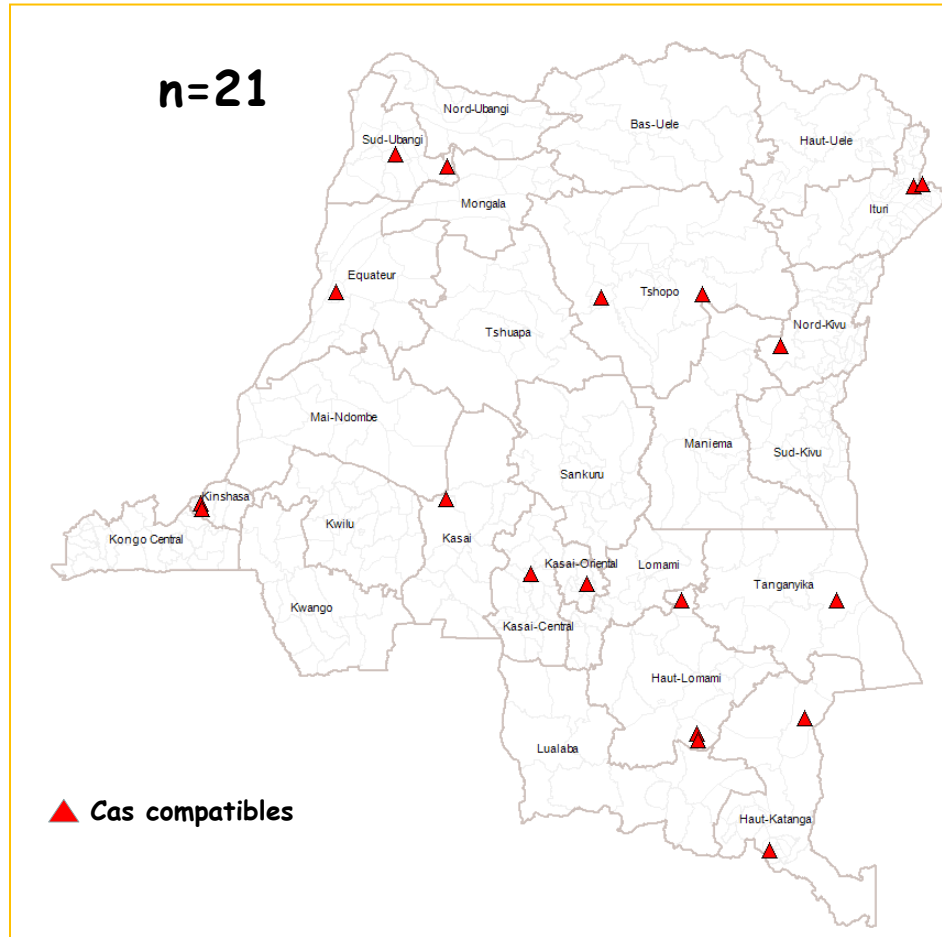 n=21
Nord-Ubangi
Bas-Uele
Sud-Ubangi
Haut-Uele
Mongala
Ituri
Equateur
Tshopo
Tshuapa
Nord-Kivu
Mai-Ndombe
Maniema
Sud-Kivu
Sankuru
Kinshasa
Kwilu
Kasai
Kongo Central
Kasai-Oriental
Lomami
Tanganyika
Kwango
Kasai-Central
Haut-Lomami
Lualaba
Cas compatibles
Haut-Katanga